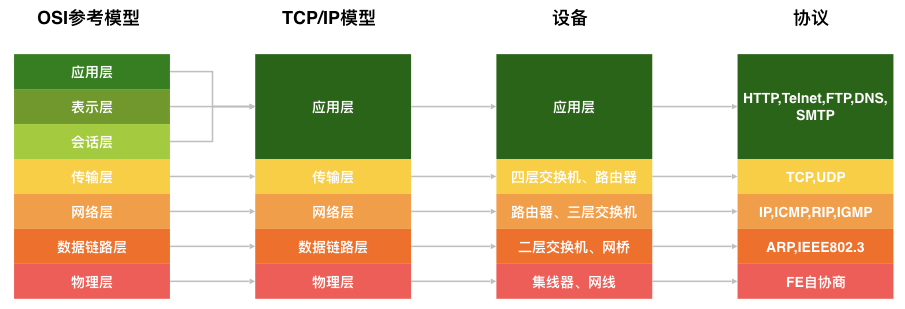 OSI参考模型
TCP/IP模型
设备
协议
应用层
表示层
会话层
应用层
应用层
HTTP,Telnet,FTP,DNS,
SMTP
传输层
传输层
四层交换机、路由器
TCP,UDP
网络层
网络层
路由器、三层交换机
IP,ICMP,RIP,IGMP
数据链路层
数据链路层
二层交换机、网桥
ARP,IEEE802.3
物理层
物理层
集线器、网线
FE自协商